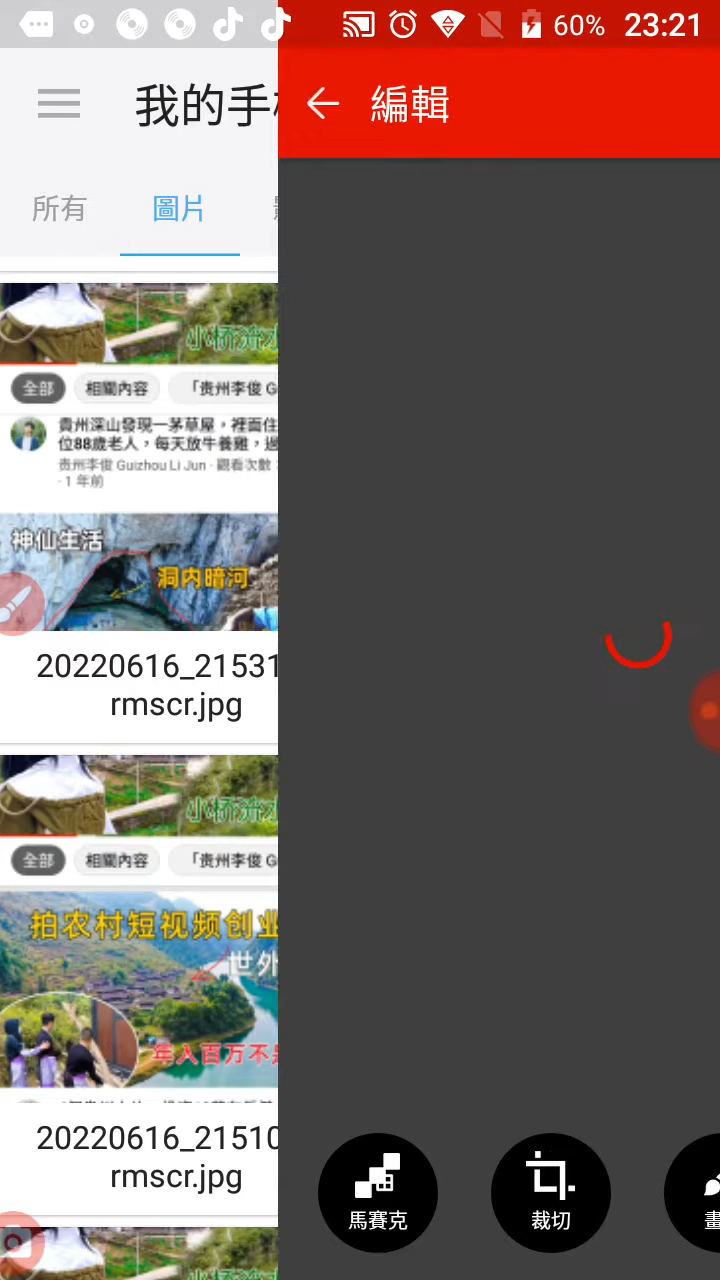 60% 23:21
我的手
編輯
所有 圖片
小桥流水
全部 相關內容 「贵州李俊 G
貴州深山發現一茅草屋，裡面住
位88歲老人，每天放牛養雞，過
贵州李俊 Guizhou Li Jun · 觀看次數：
· 1 年前
神仙生活
洞内暗河
20220616_21531
rmscr.jpg
小桥流水
全部 相關內容 「贵州李俊 G
拍农村短视频创业
世外
年入百万不是
20220616_21510
rmscr.jpg
馬賽克 裁切 畫